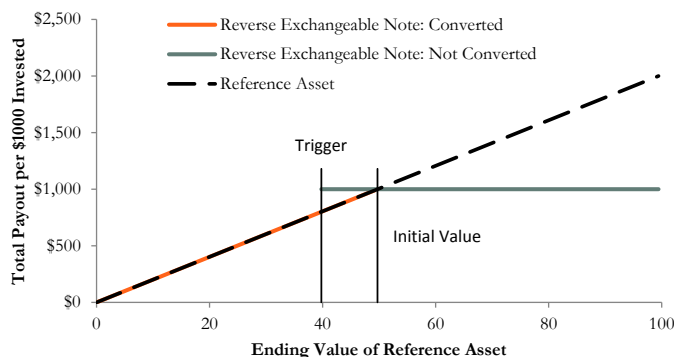 $2,500
$2,000
$1,500
$1,000
$500
$0
Total Payout per $1000 Invested
Reverse Exchangeable Note: Converted
Reverse Exchangeable Note: Not Converted
Reference Asset
Trigger
Initial Value
0 20 40 60 80 100
Ending Value of Reference Asset